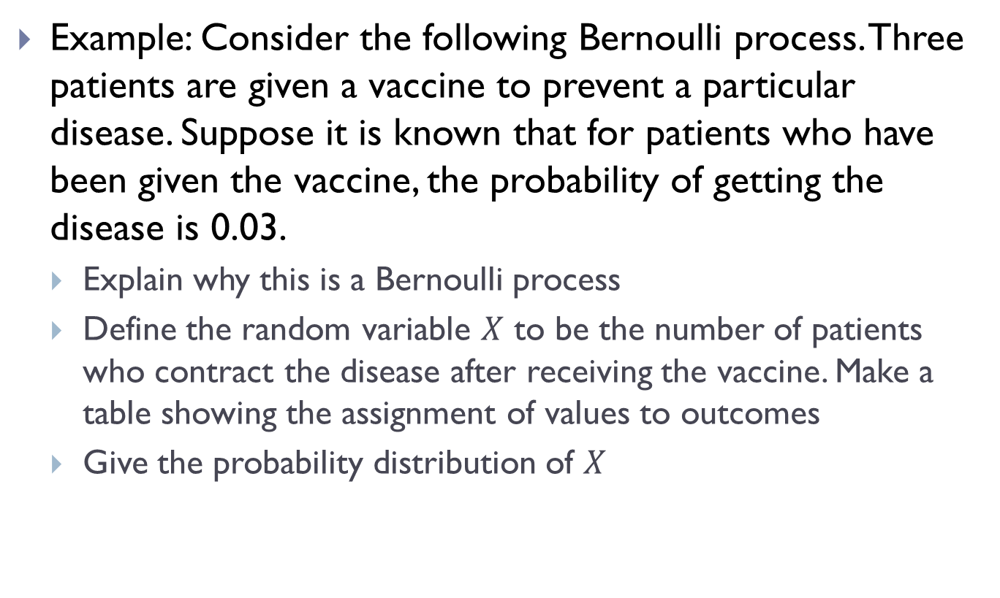 Example: Consider the following Bernoulli process. Three
patients are given a vaccine to prevent a particular
disease. Suppose it is known that for patients who have
been given the vaccine, the probability of getting the
disease is 0.03.
Explain why this is a Bernoulli process
Define the random variable X to be the number of patients
who contract the disease after receiving the vaccine. Make a
table showing the assignment of values to outcomes
Give the probability distribution of X